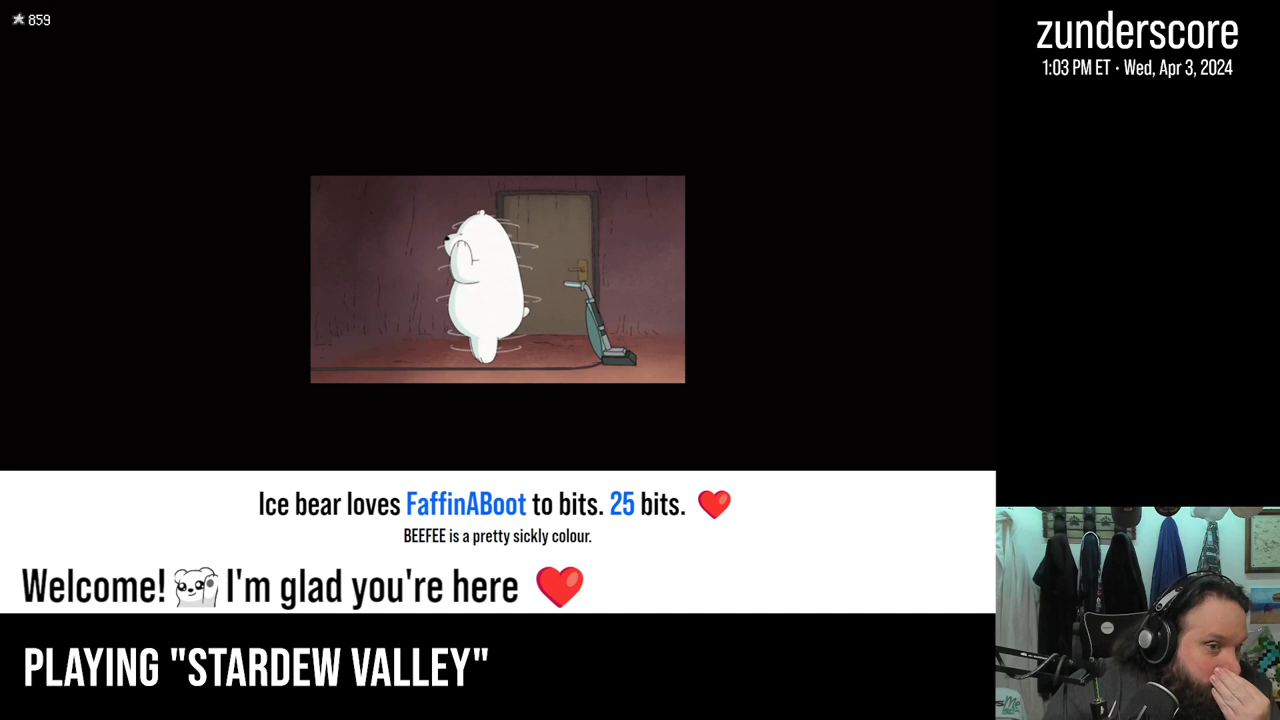 859
zunderscore
1:03 PM ET · Wed, Apr 3, 2024
Ice bear loves FaffinABoot to bits. 25 bits.
BEEFEE is a pretty sickly colour.
Welcome! I'm glad you're here
PLAYING "STARDEW VALLEY"